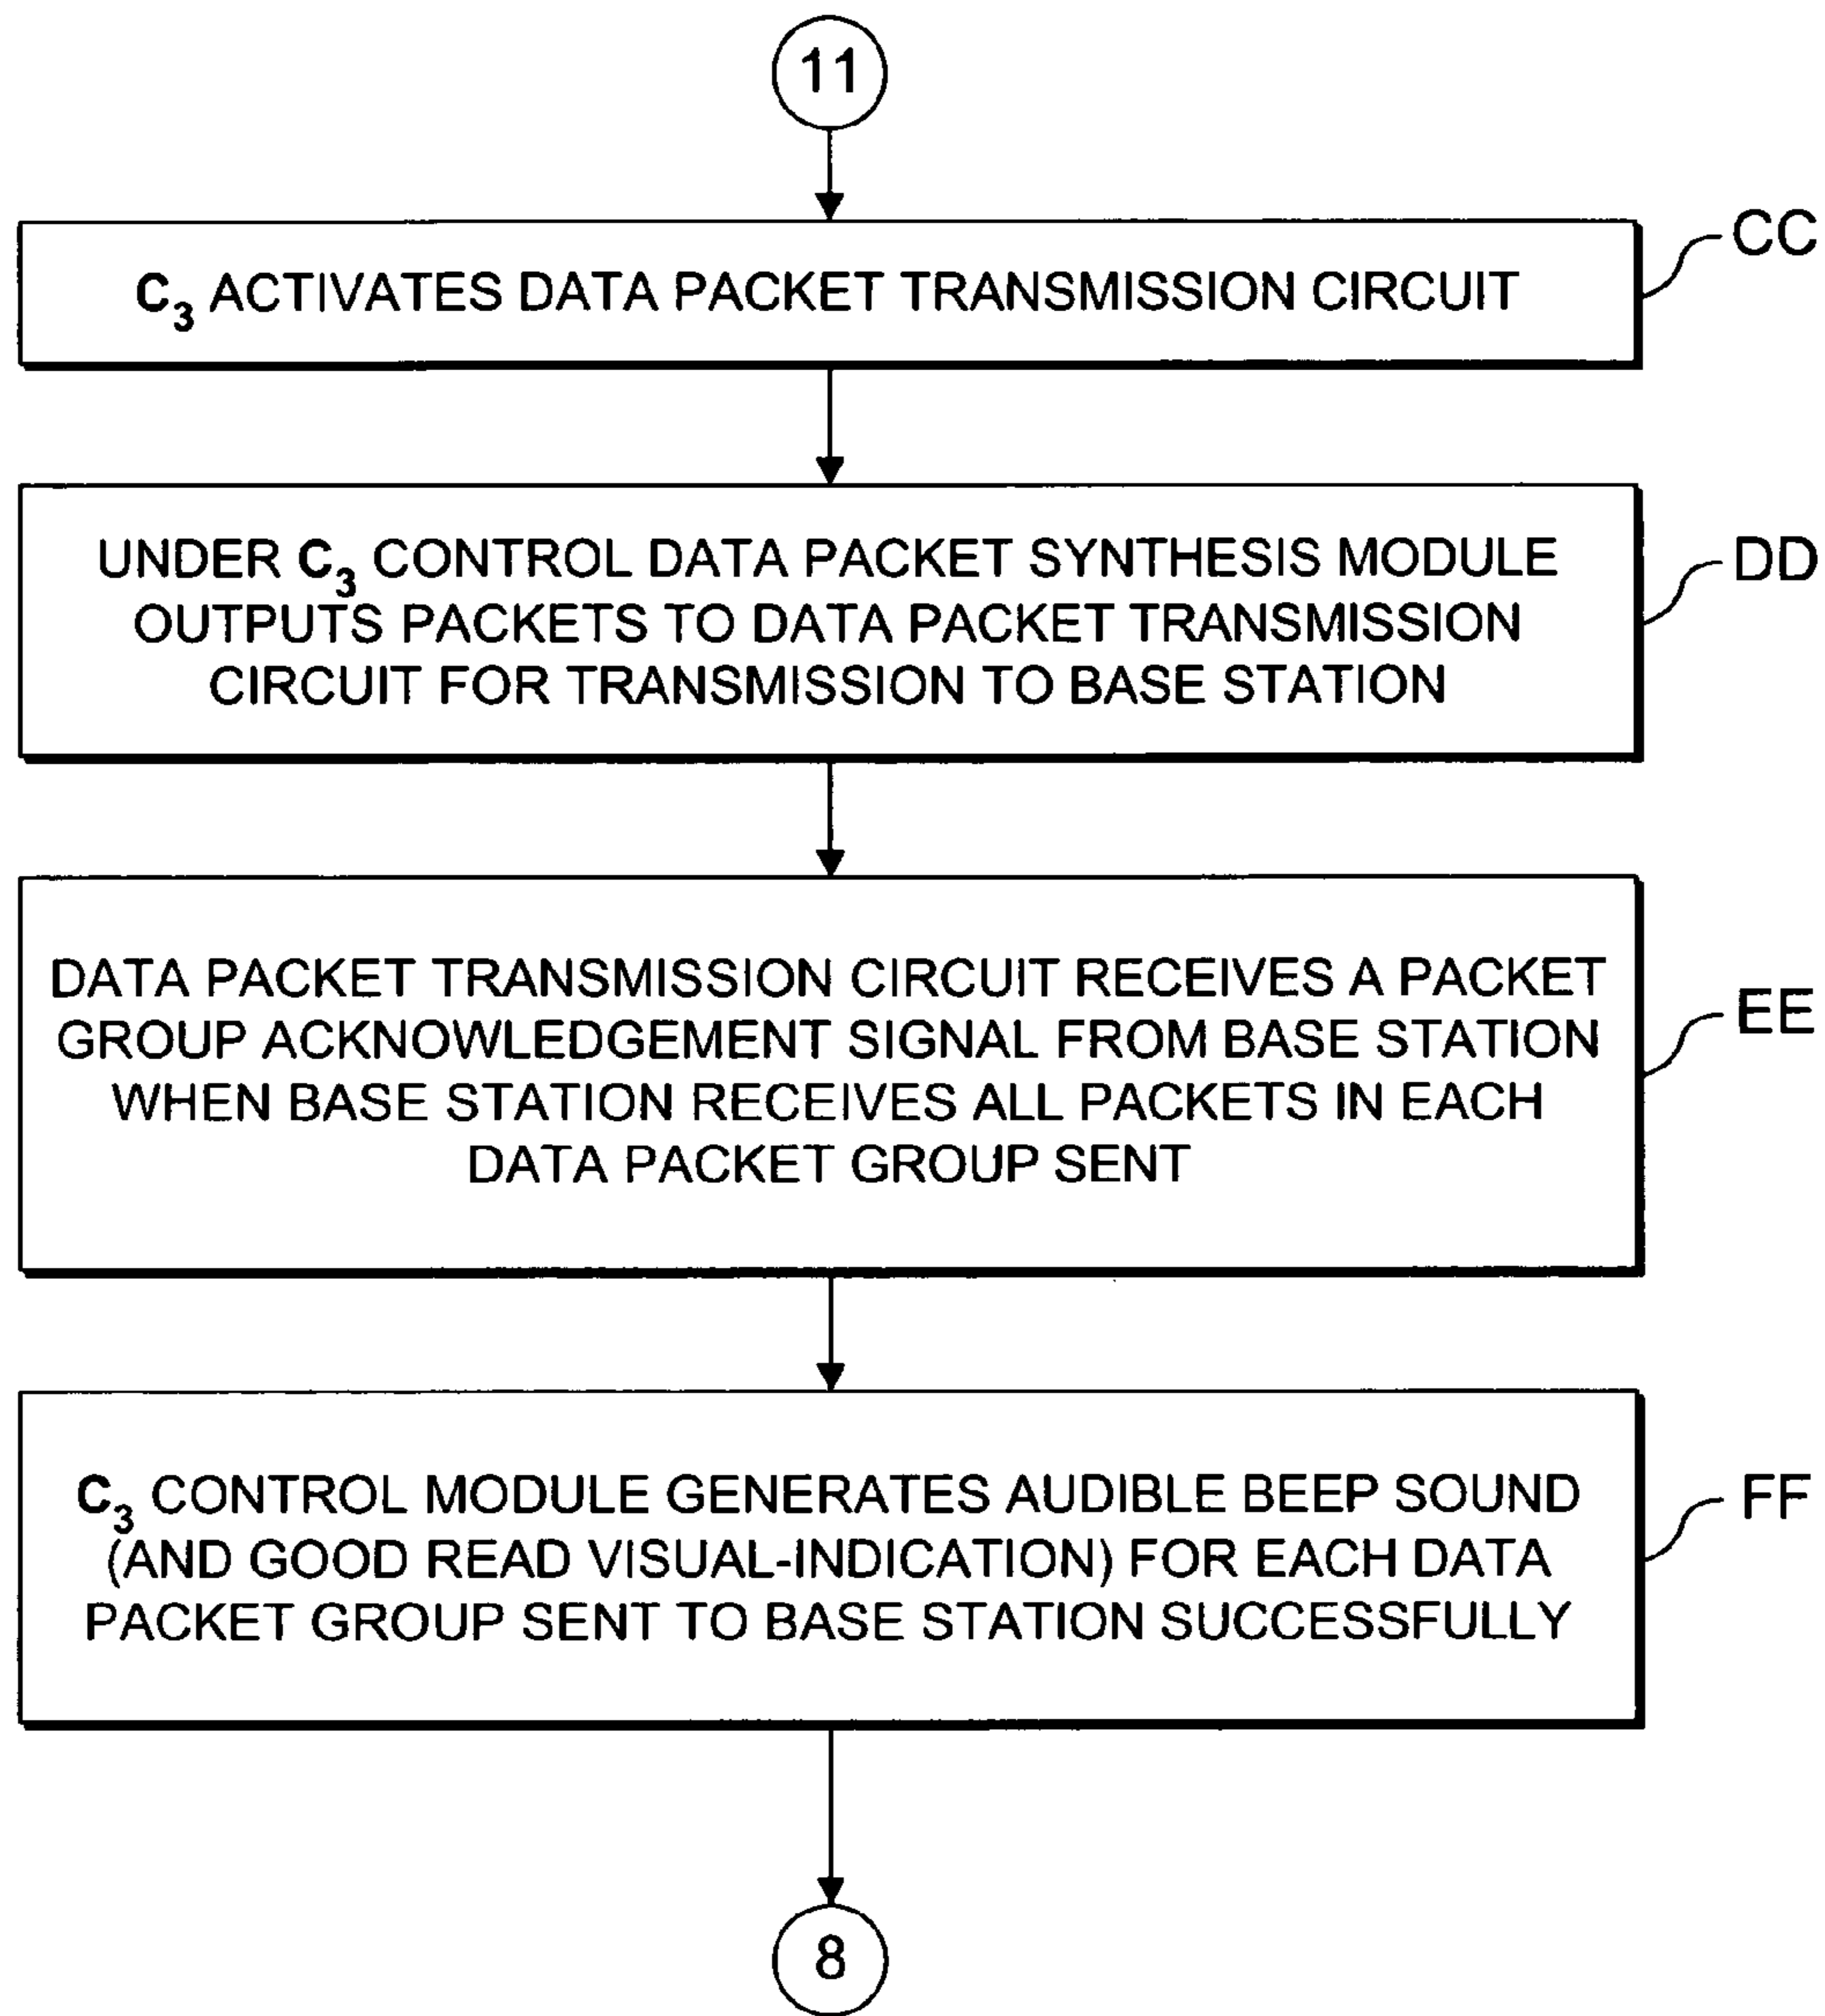 11
CC
C3 ACTIVATES DATA PACKET TRANSMISSION CIRCUIT
DD
UNDER C3 CONTROL DATA PACKET SYNTHESIS MODULE
OUTPUTS PACKETS TO DATA PACKET TRANSMISSION
CIRCUIT FOR TRANSMISSION TO BASE STATION
EE
DATA PACKET TRANSMISSION CIRCUIT RECEIVES A PACKET
GROUP ACKNOWLEDGEMENT SIGNAL FROM BASE STATION
WHEN BASE STATION RECEIVES ALL PACKETS IN EACH
DATA PACKET GROUP SENT
FF
C3 CONTROL MODULE GENERATES AUDIBLE BEEP SOUND
(AND GOOD READ VISUAL-INDICATION) FOR EACH DATA
PACKET GROUP SENT TO BASE STATION SUCCESSFULLY
8